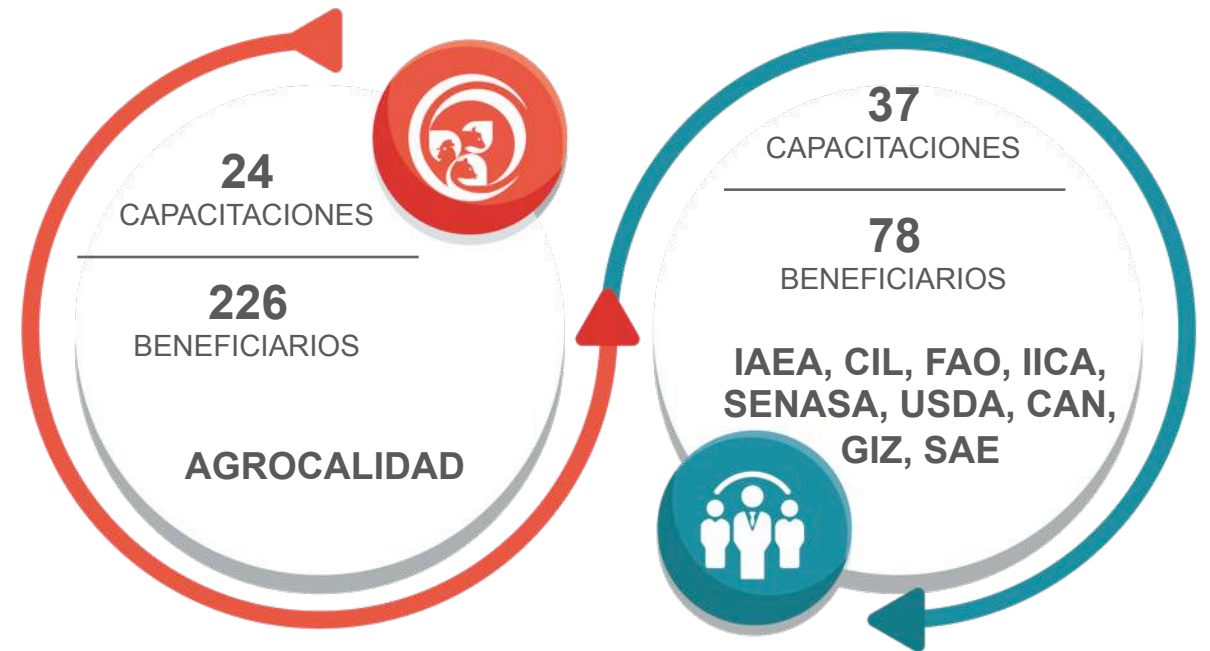 24
CAPACITACIONES
226
BENEFICIARIOS
AGROCALIDAD
37
CAPACITACIONES
78
BENEFICIARIOS
IAEA, CIL, FAO, IICA,
SENASA, USDA, CAN,
GIZ, SAE